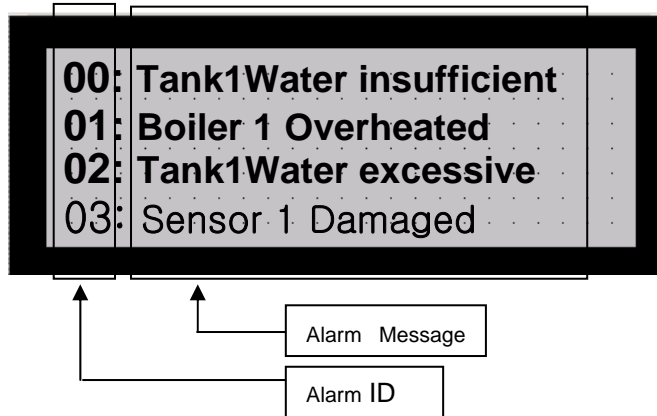 00: Tank1Water insufficient
01: Boiler 1 Overheated
02: Tank1Water excessive
03: Sensor 1 Damaged
Alarm Message
Alarm ID